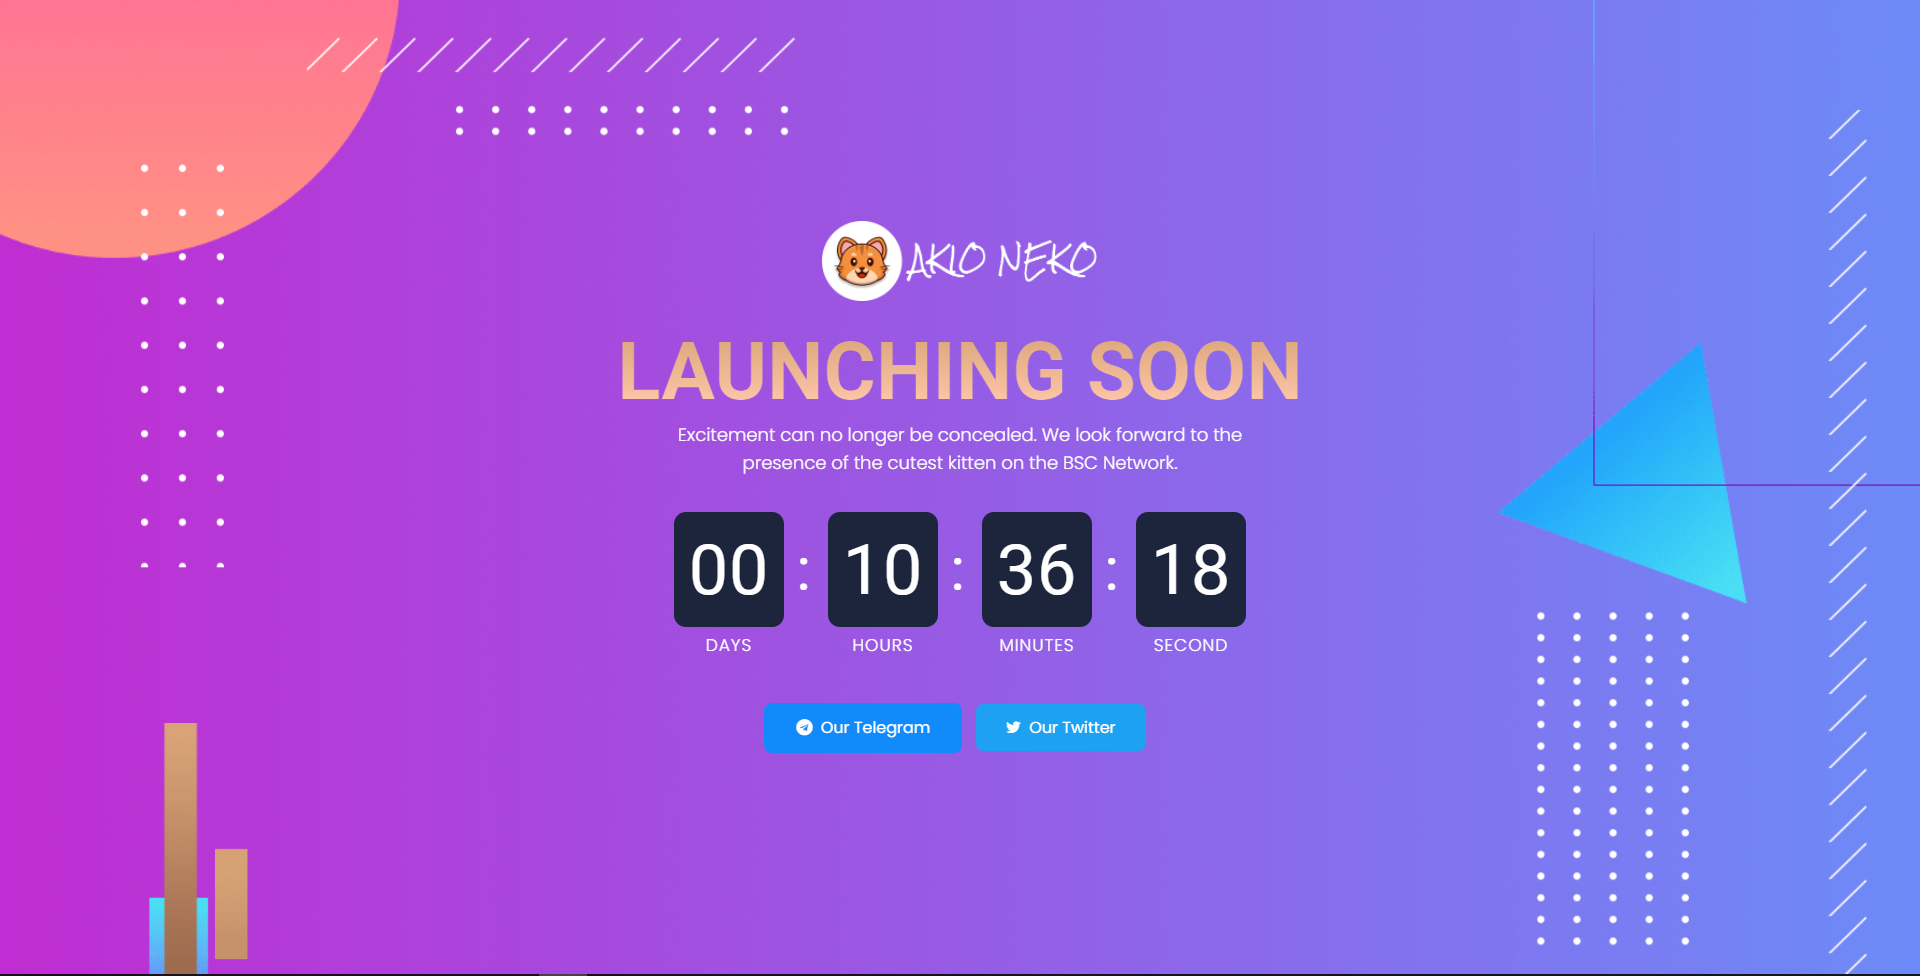 AKIO NEKO
LAUNCHING SOON
Excitement can no longer be concealed. We look forward to the
presence of the cutest kitten on the BSC Network.
00 : 10 : 36 : 18
DAYS HOURS MINUTES SECOND
Our Telegram Our Twitter